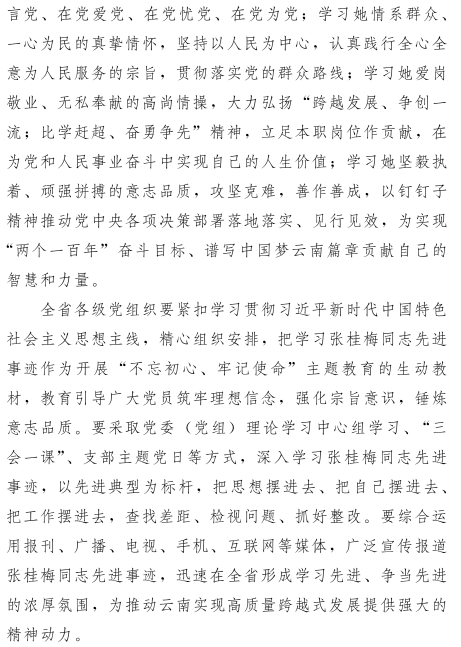 言党、在党爱党、在党忧党、在党为党；学习她情系群众、
一心为民的真挚情怀，坚持以人民为中心，认真践行全心全
意为人民服务的宗旨，贯彻落实党的群众路线；学习她爱岗
敬业、无私奉献的高尚情操，大力弘扬“跨越发展、争创一
流；比学赶超、奋勇争先”精神，立足本职岗位作贡献，在
为党和人民事业奋斗中实现自己的人生价值；学习她坚毅执
着、顽强拼搏的意志品质，攻坚克难，善作善成，以钉钉子
精神推动党中央各项决策部署落地落实、见行见效，为实现
“两个一百年”奋斗目标、谱写中国梦云南篇章贡献自己的
智慧和力量。
全省各级党组织要紧扣学习贯彻习近平新时代中国特色
社会主义思想主线，精心组织安排，把学习张桂梅同志先进
事迹作为开展“不忘初心、牢记使命”主题教育的生动教
材，教育引导广大党员筑牢理想信念，强化宗旨意识，锤炼
意志品质。要采取党委（党组）理论学习中心组学习、“三
会一课”、支部主题党日等方式，深入学习张桂梅同志先进
事迹，以先进典型为标杆，把思想摆进去、把自己摆进去、
把工作摆进去，查找差距、检视问题、抓好整改。要综合运
用报刊、广播、电视、手机、互联网等媒体，广泛宣传报道
张桂梅同志先进事迹，迅速在全省形成学习先进、争当先进
的浓厚氛围，为推动云南实现高质量跨越式发展提供强大的
精神动力。